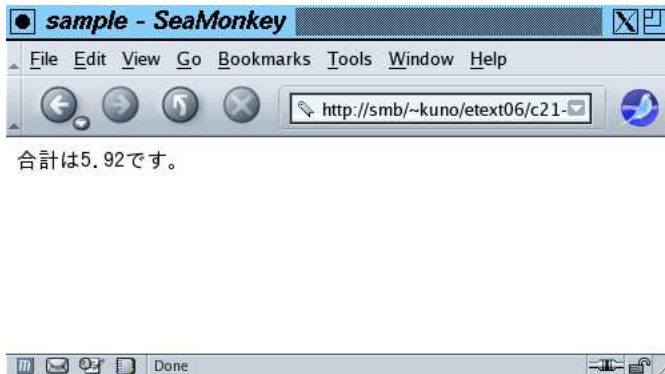 sample - SeaMonkey
File Edit View Go Bookmarks Tools Window Help
http://smb/~kuno/etext06/c21-
合計は5.92です。
Done